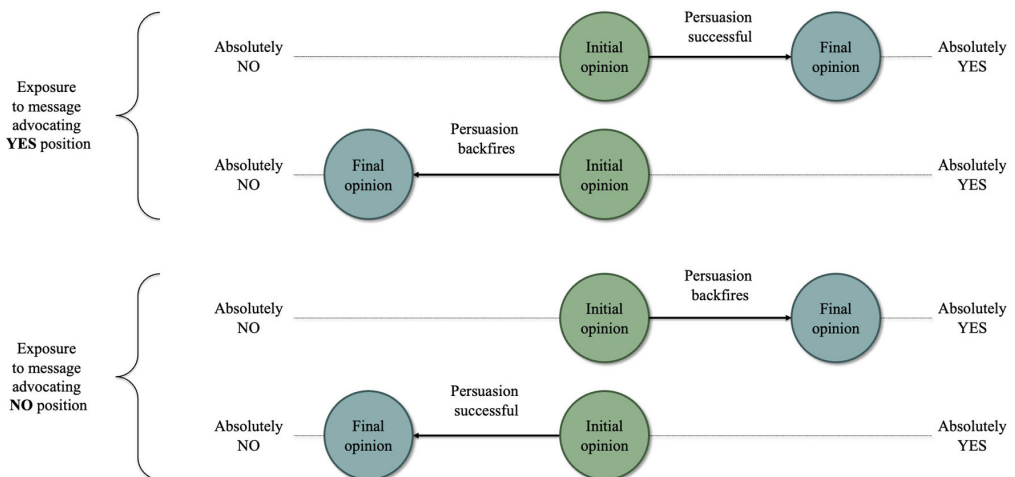 Exposure
to message
advocating
YES position
Absolutely
NO
Initial
opinion
Persuasion
successful
Final
opinion
Absolutely
YES
Absolutely
NO
Final
opinion
Persuasion
backfires
Initial
opinion
Absolutely
YES
Exposure
to message
advocating
NO position
Absolutely
NO
Initial
opinion
Persuasion
backfires
Final
opinion
Absolutely
YES
Absolutely
NO
Final
opinion
Persuasion
successful
Initial
opinion
Absolutely
YES